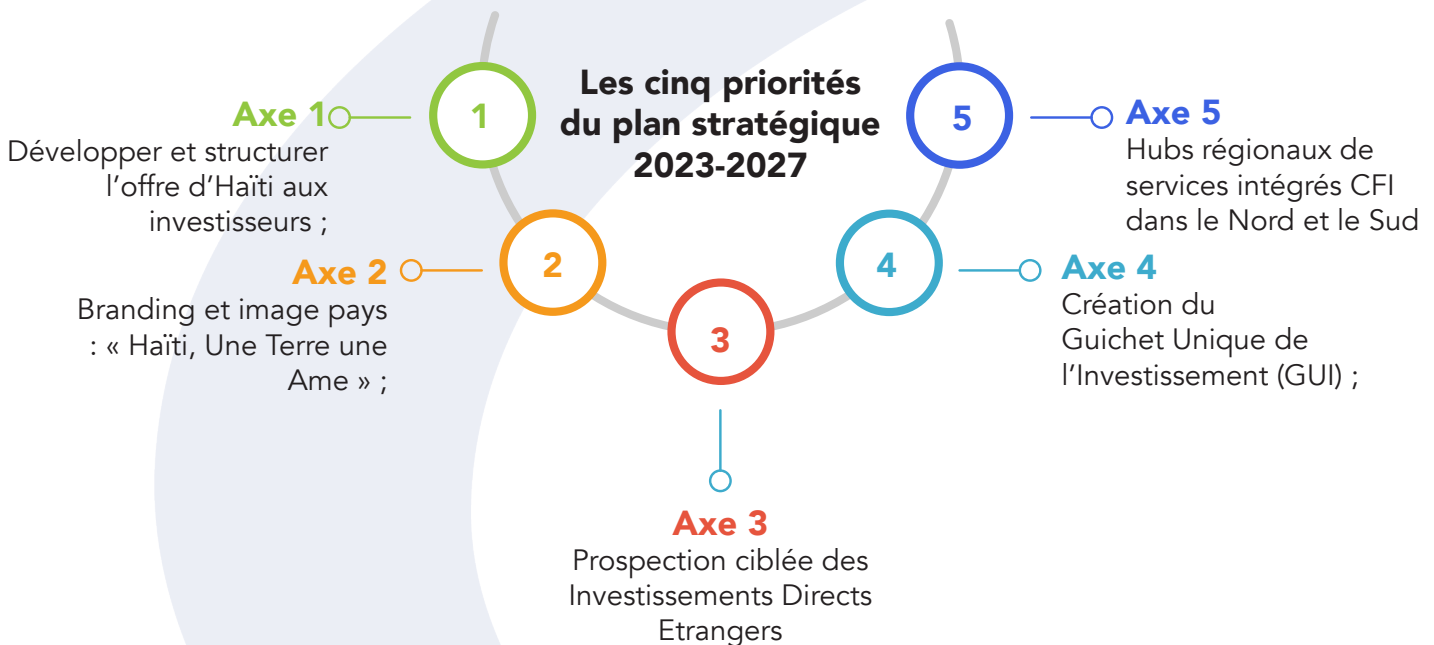 Les cinq priorités
du plan stratégique
2023-2027
1
Axe 1
Développer et structurer
l’offre d’Haïti aux
investisseurs ;
2
Axe 2
Branding et image pays
: « Haïti, Une Terre une
Ame » ;
3
Axe 3
Prospection ciblée des
Investissements Directs
Etrangers
4
Axe 4
Création du
Guichet Unique de
l’Investissement (GUI) ;
5
Axe 5
Hubs régionaux de
services intégrés CFI
dans le Nord et le Sud